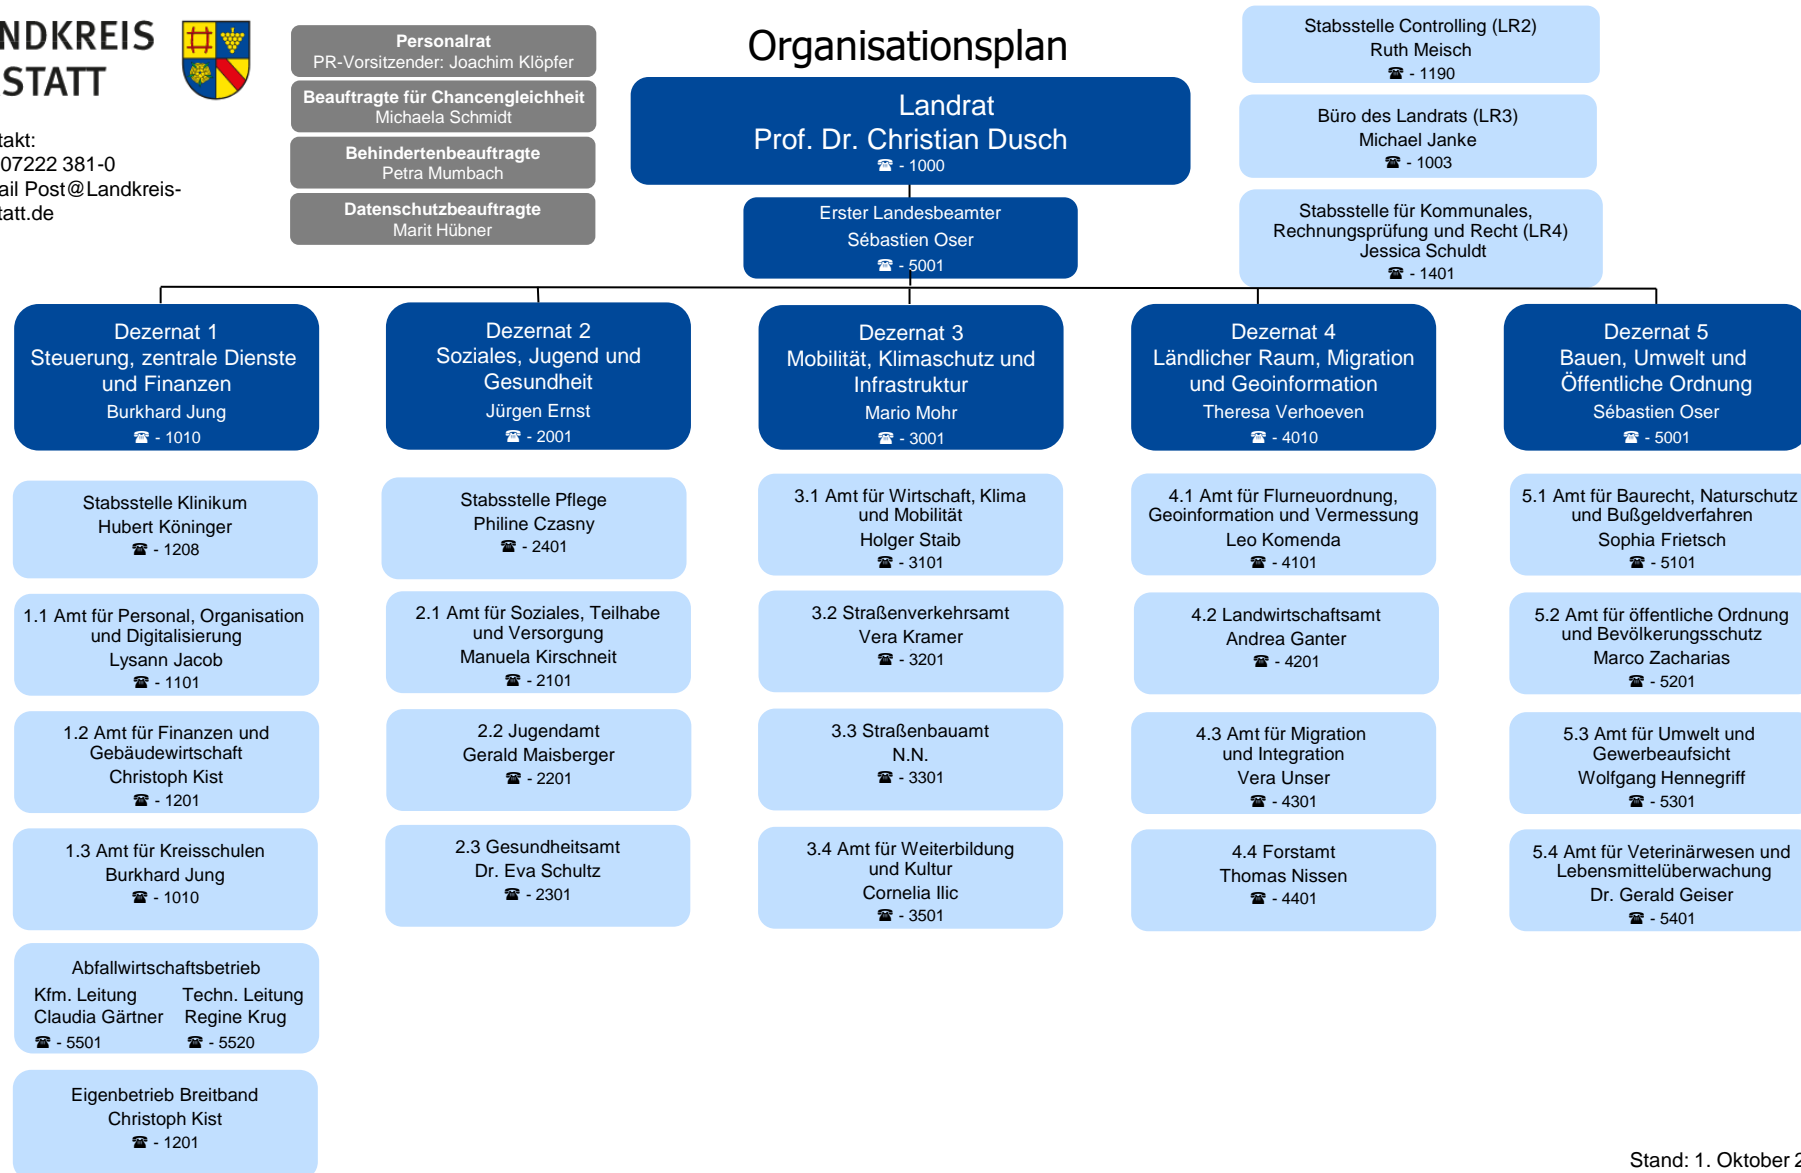 NDKREIS
STATT
takt:
07222 381-0
ail Post@Landkreis-
tatt.de
Personalrat
PR-Vorsitzender: Joachim Klöpfer
Beauftragte für Chancengleichheit
Michaela Schmidt
Behindertenbeauftragte
Petra Mumbach
Datenschutzbeauftragte
Marit Hübner
Organisationsplan
Landrat
Prof. Dr. Christian Dusch
☎ - 1000
Erster Landesbeamter
Sébastien Oser
☎ - 5001
Stabsstelle Controlling (LR2)
Ruth Meisch
☎ - 1190
Büro des Landrats (LR3)
Michael Janke
☎ - 1003
Stabsstelle für Kommunales,
Rechnungsprüfung und Recht (LR4)
Jessica Schuldt
☎ - 1401
Dezernat 1
Steuerung, zentrale Dienste
und Finanzen
Burkhard Jung
☎ - 1010
Stabsstelle Klinikum
Hubert Köninger
☎ - 1208
1.1 Amt für Personal, Organisation
und Digitalisierung
Lysann Jacob
☎ - 1101
1.2 Amt für Finanzen und
Gebäudewirtschaft
Christoph Kist
☎ - 1201
1.3 Amt für Kreisschulen
Burkhard Jung
☎ - 1010
Abfallwirtschaftsbetrieb
Kfm. Leitung Techn. Leitung
Claudia Gärtner Regine Krug
☎ - 5501 ☎ - 5520
Eigenbetrieb Breitband
Christoph Kist
☎ - 1201
Dezernat 2
Soziales, Jugend und
Gesundheit
Jürgen Ernst
☎ - 2001
Stabsstelle Pflege
Philine Czasny
☎ - 2401
2.1 Amt für Soziales, Teilhabe
und Versorgung
Manuela Kirschneit
☎ - 2101
2.2 Jugendamt
Gerald Maisberger
☎ - 2201
2.3 Gesundheitsamt
Dr. Eva Schultz
☎ - 2301
Dezernat 3
Mobilität, Klimaschutz und
Infrastruktur
Mario Mohr
☎ - 3001
3.1 Amt für Wirtschaft, Klima
und Mobilität
Holger Staib
☎ - 3101
3.2 Straßenverkehrsamt
Vera Kramer
☎ - 3201
3.3 Straßenbauamt
N.N.
☎ - 3301
3.4 Amt für Weiterbildung
und Kultur
Cornelia Ilic
☎ - 3501
Dezernat 4
Ländlicher Raum, Migration
und Geoinformation
Theresa Verhoeven
☎ - 4010
4.1 Amt für Flurneuordnung,
Geoinformation und Vermessung
Leo Komenda
☎ - 4101
4.2 Landwirtschaftsamt
Andrea Ganter
☎ - 4201
4.3 Amt für Migration
und Integration
Vera Unser
☎ - 4301
4.4 Forstamt
Thomas Nissen
☎ - 4401
Dezernat 5
Bauen, Umwelt und
Öffentliche Ordnung
Sébastien Oser
☎ - 5001
5.1 Amt für Baurecht, Naturschutz
und Bußgeldverfahren
Sophia Frietsch
☎ - 5101
5.2 Amt für öffentliche Ordnung
und Bevölkerungsschutz
Marco Zacharias
☎ - 5201
5.3 Amt für Umwelt und
Gewerbeaufsicht
Wolfgang Hennegriff
☎ - 5301
5.4 Amt für Veterinärwesen und
Lebensmittelüberwachung
Dr. Gerald Geiser
☎ - 5401
Stand: 1. Oktober 2